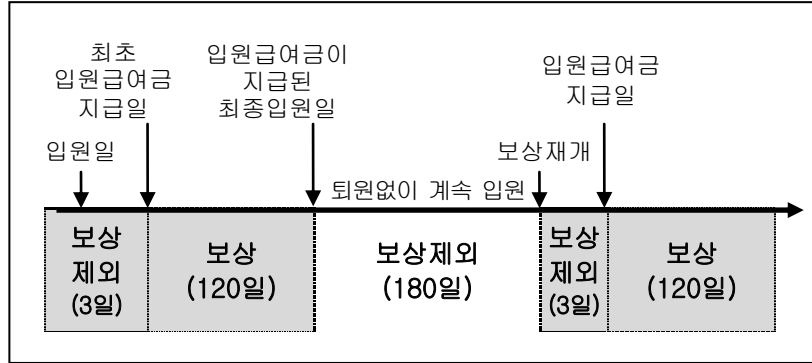 최초
입원급여금
지급일
입원급여금이
지급된
최종입원일
입원급여금
지급일
입원일
보상재개
퇴원없이 계속 입원
보상
제외
(3일)
보상
(120일)
보상제외
(180일)
보상
제외
(3일)
보상
(120일)